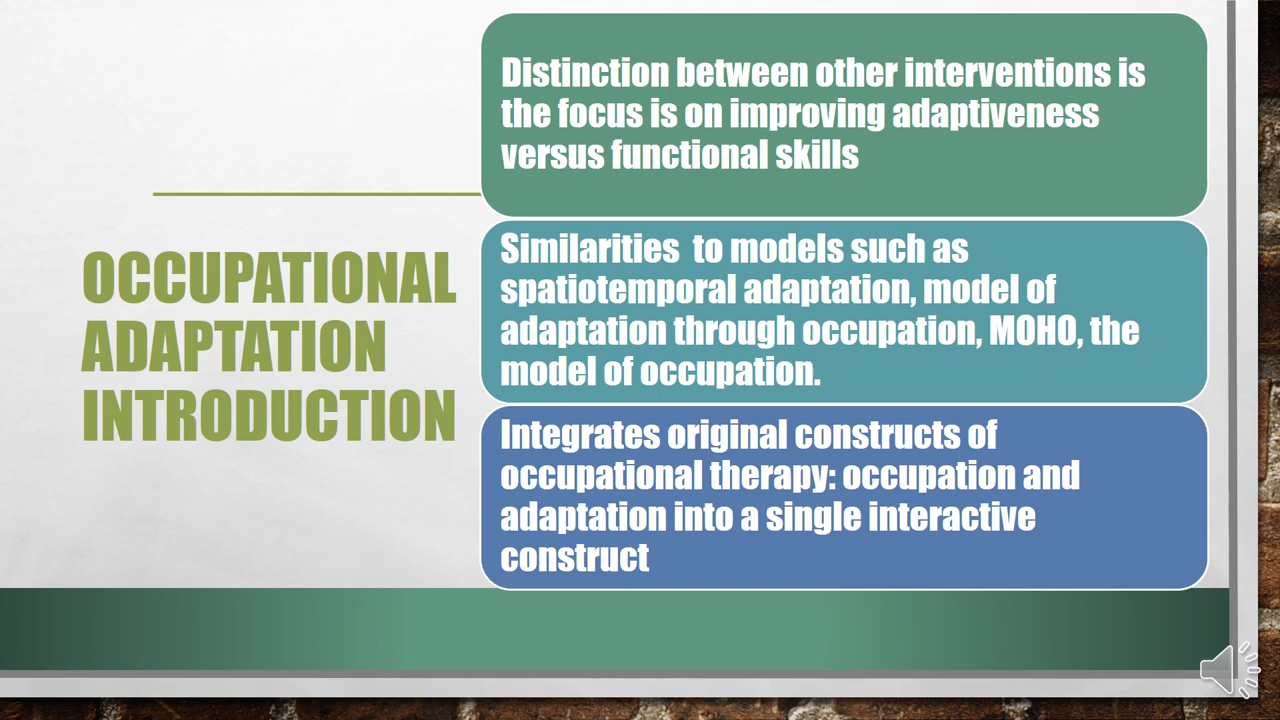 OCCUPATIONAL
ADAPTATION
INTRODUCTION
Distinction between other interventions is
the focus is on improving adaptiveness
versus functional skills
Similarities  to models such as
spatiotemporal adaptation, model of
adaptation through occupation, MOHO, the
model of occupation.
Integrates original constructs of
occupational therapy: occupation and
adaptation into a single interactive
construct